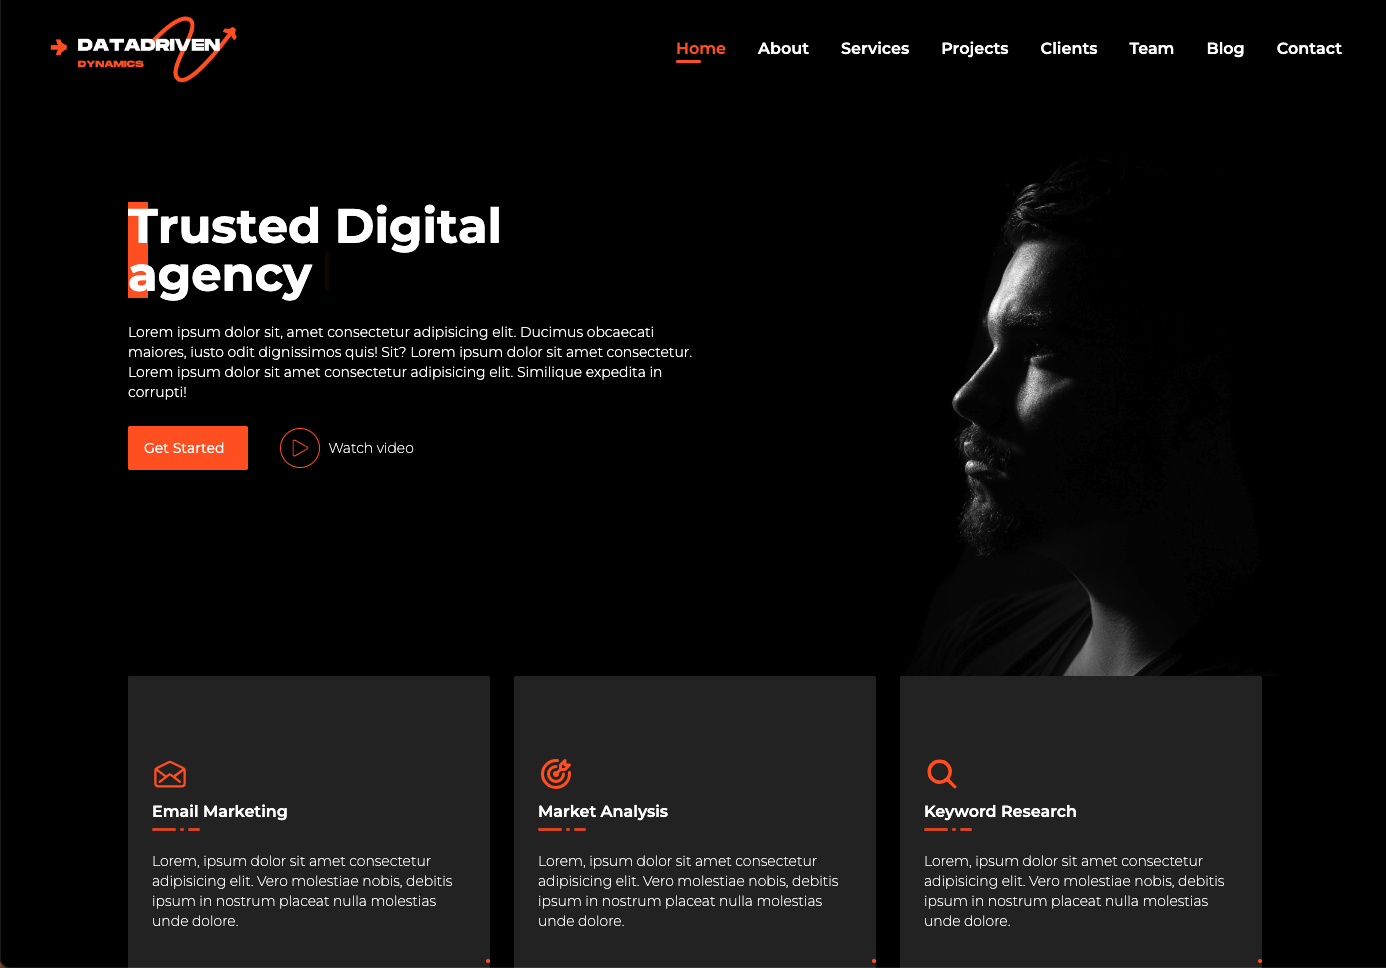 DATADRIVEN
DYNAMICS
Home About Services Projects Clients Team Blog Contact
Trusted Digital
agency
Lorem ipsum dolor sit, amet consectetur adipisicing elit. Ducimus obcaecati
maiores, iusto odit dignissimos quis! Sit? Lorem ipsum dolor sit amet consectetur.
Lorem ipsum dolor sit amet consectetur adipisicing elit. Similique expedita in
corrupti!
Get Started Watch video
Email Marketing
Lorem, ipsum dolor sit amet consectetur
adipisicing elit. Vero molestiae nobis, debitis
ipsum in nostrum placeat nulla molestias
unde dolore.
Market Analysis
Lorem, ipsum dolor sit amet consectetur
adipisicing elit. Vero molestiae nobis, debitis
ipsum in nostrum placeat nulla molestias
unde dolore.
Keyword Research
Lorem, ipsum dolor sit amet consectetur
adipisicing elit. Vero molestiae nobis, debitis
ipsum in nostrum placeat nulla molestias
unde dolore.